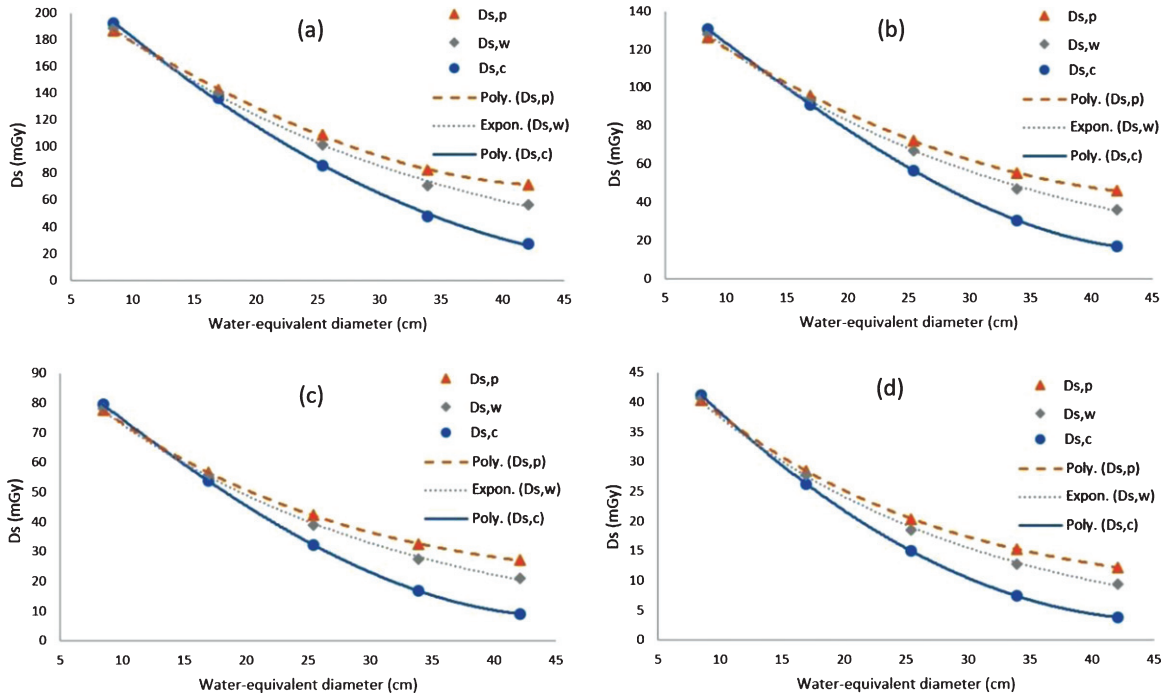 (a)
Ds (mGy)
200
180
160
140
120
100
80
60
40
20
0
5 10 15 20 25 30 35 40 45
Water-equivalent diameter (cm)
Ds,p
Ds,w
Ds,c
Poly. (Ds,p)
Expon. (Ds,w)
Poly. (Ds,c)
(b)
Ds (mGy)
140
120
100
80
60
40
20
0
5 10 15 20 25 30 35 40 45
Water-equivalent diameter (cm)
Ds,p
Ds,w
Ds,c
Poly. (Ds,p)
Expon. (Ds,w)
Poly. (Ds,c)
(c)
Ds (mGy)
90
80
70
60
50
40
30
20
10
0
5 10 15 20 25 30 35 40 45
Water-equivalent diameter (cm)
Ds,p
Ds,w
Ds,c
Poly. (Ds,p)
Expon. (Ds,w)
Poly. (Ds,c)
(d)
Ds (mGy)
45
40
35
30
25
20
15
10
5
0
5 10 15 20 25 30 35 40 45
Water-equivalent diameter (cm)
Ds,p
Ds,w
Ds,c
Poly. (Ds,p)
Expon. (Ds,w)
Poly. (Ds,c)